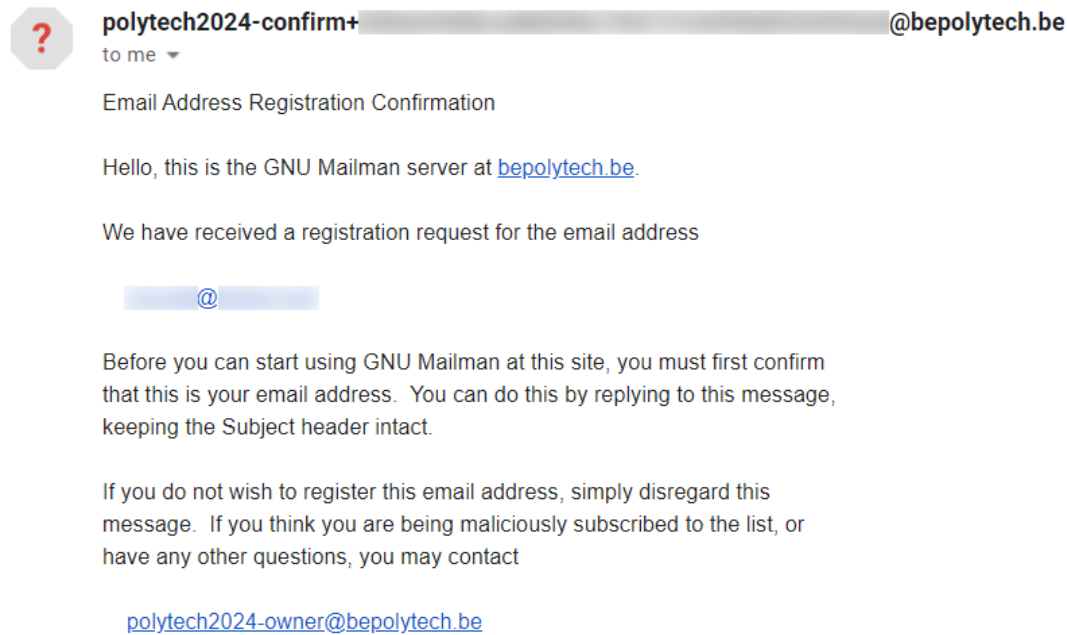 polytech2024-confirm+@bepolytech.be
to me
Email Address Registration Confirmation
Hello, this is the GNU Mailman server at bepolytech.be.
We have received a registration request for the email address
@
Before you can start using GNU Mailman at this site, you must first confirm
that this is your email address.  You can do this by replying to this message,
keeping the Subject header intact.
If you do not wish to register this email address, simply disregard this
message.  If you think you are being maliciously subscribed to the list, or
have any other questions, you may contact
polytech2024-owner@bepolytech.be